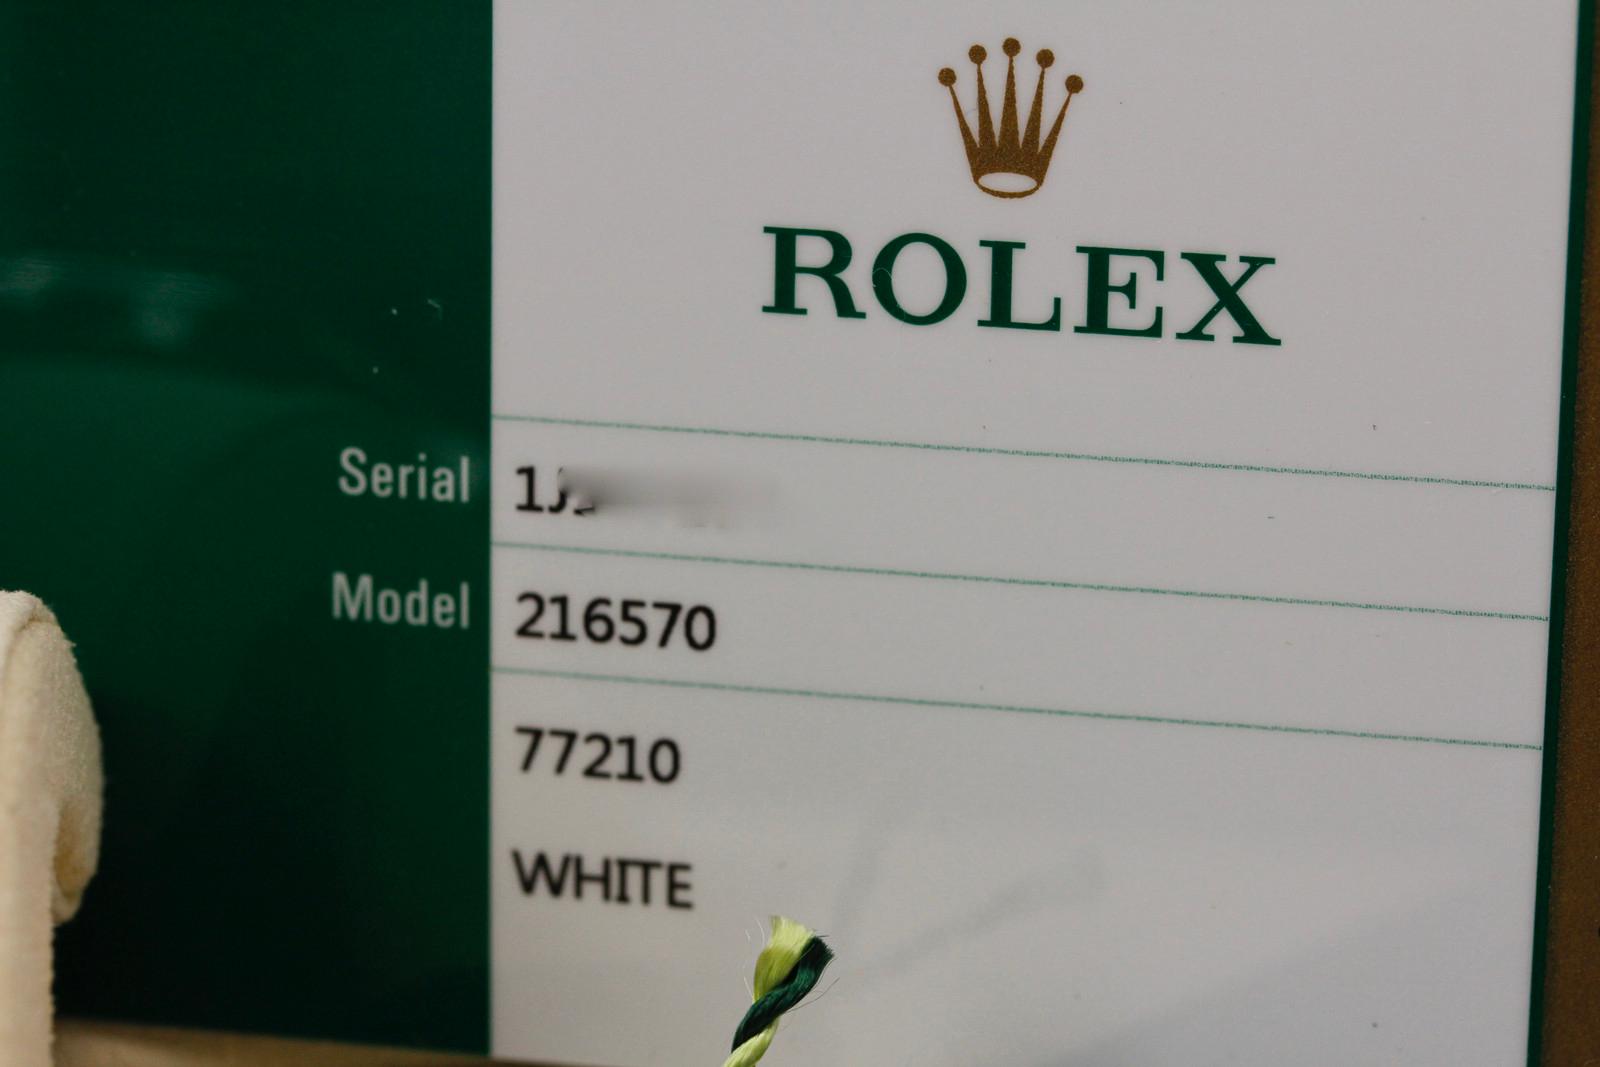 ROLEX
Serial
Model 216570
77210
WHITE